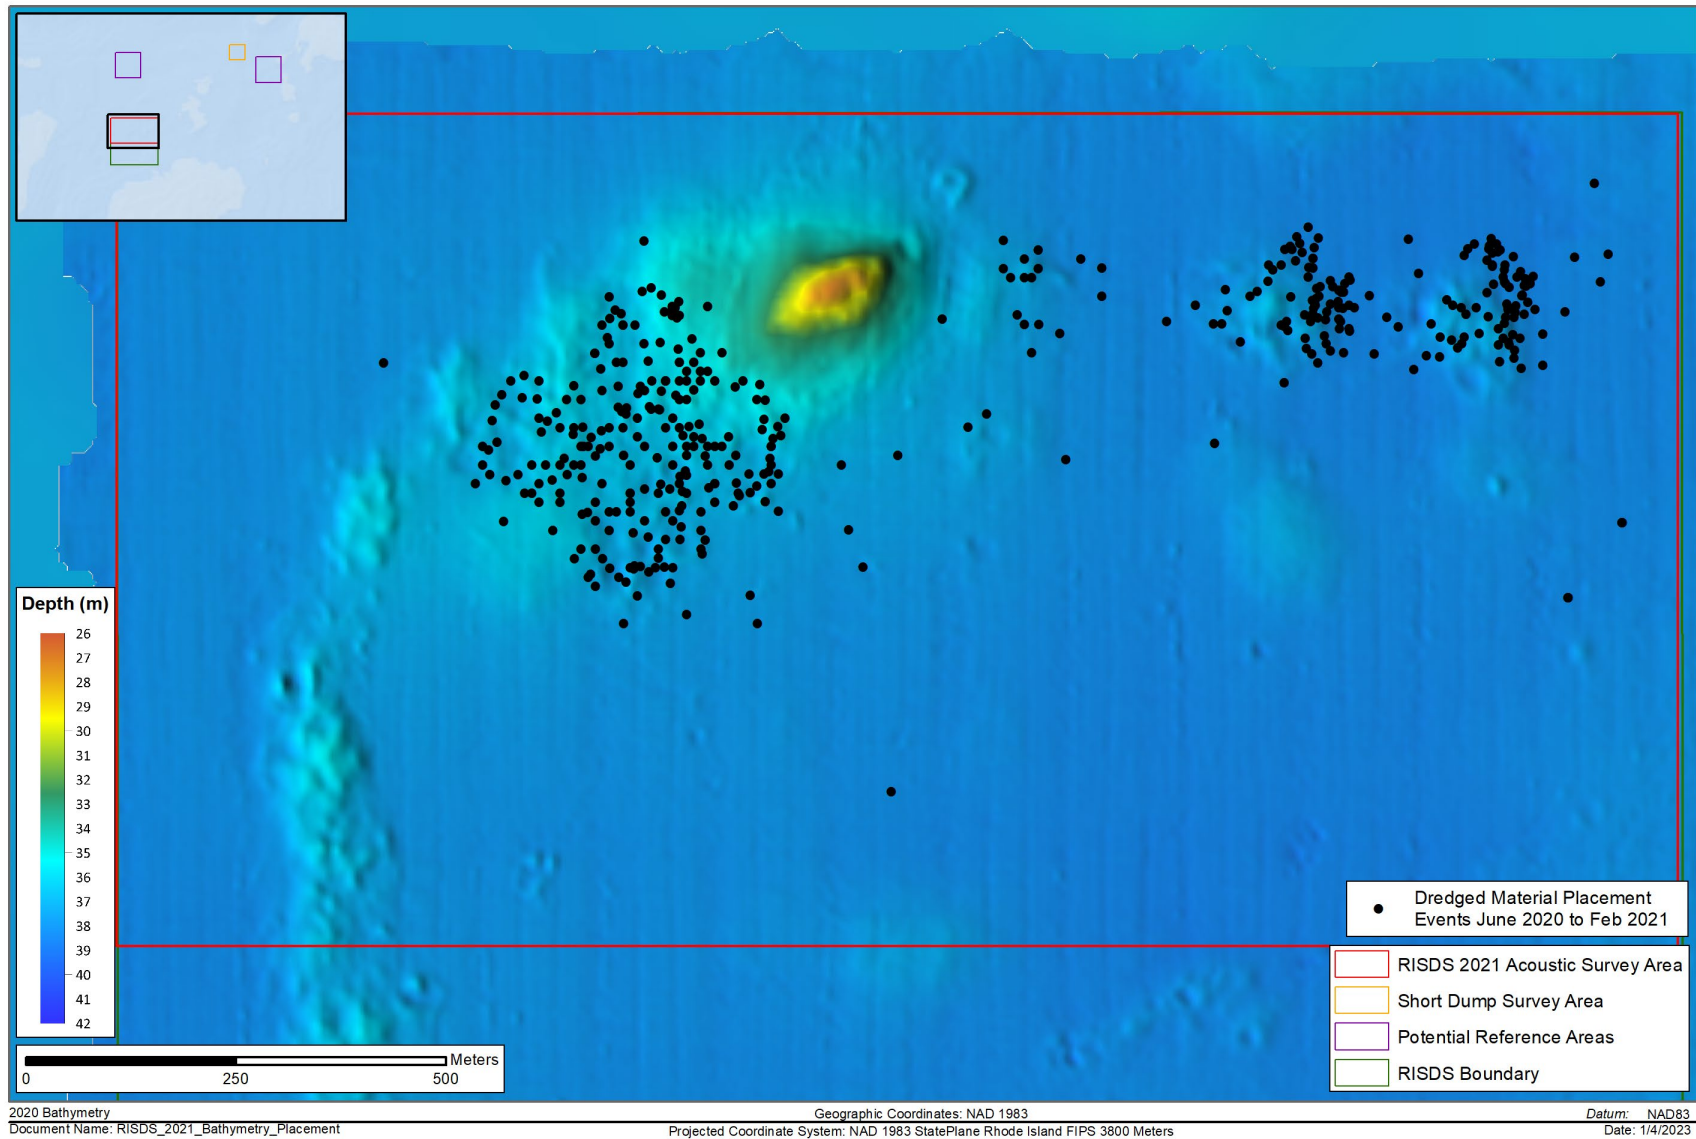 Depth (m)
26
27
28
29
30
31
32
33
34
35
36
37
38
39
40
41
42
Meters
0 250 500
Dredged Material Placement
Events June 2020 to Feb 2021
RISDS 2021 Acoustic Survey Area
Short Dump Survey Area
Potential Reference Areas
RISDS Boundary
2020 Bathymetry Geographic Coordinates: NAD 1983 Datum: NAD83
Document Name: RISDS_2021_Bathymetry_Placement Projected Coordinate System: NAD 1983 StatePlane Rhode Island FIPS 3800 Meters Date: 1/4/2023